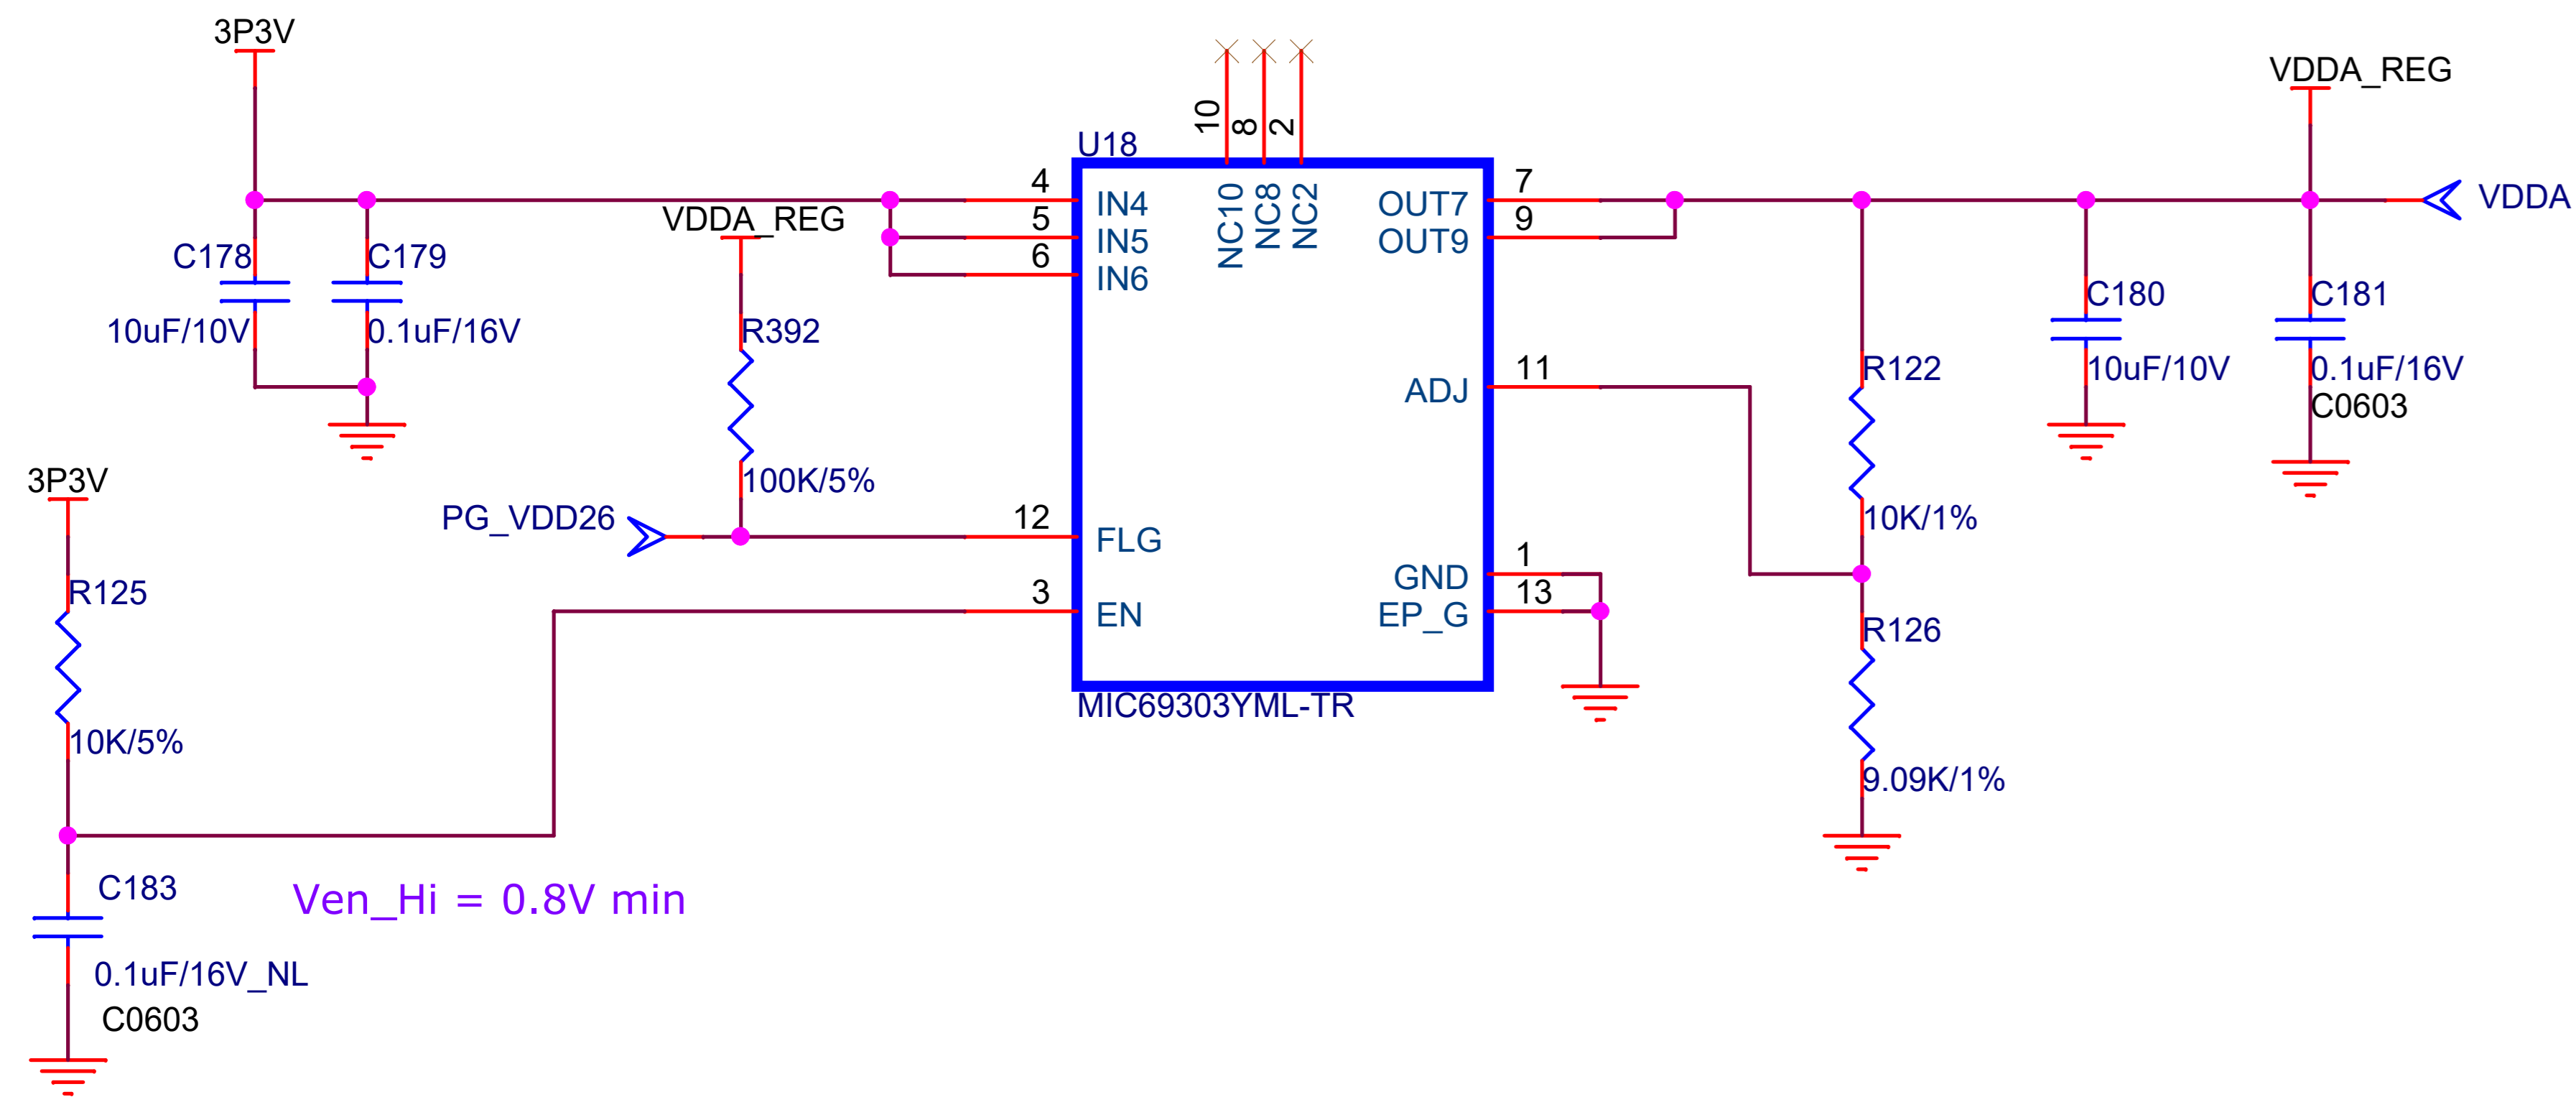 3P3V
VDDA_REG
10
8
2
U18
4
IN4
5
IN5
6
IN6
NC10
NC8
NC2
OUT7
7
OUT9
9
VDDA
VDDA_REG
C178
10uF/10V
C179
0.1uF/16V
R392
100K/5%
C180
10uF/10V
C181
0.1uF/16V
C0603
ADJ
11
R122
10K/1%
3P3V
PG_VDD26
12
FLG
3
EN
GND
1
EP_G
13
R125
10K/5%
R126
9.09K/1%
MIC69303YML-TR
C183
0.1uF/16V_NL
C0603
Ven_Hi = 0.8V min